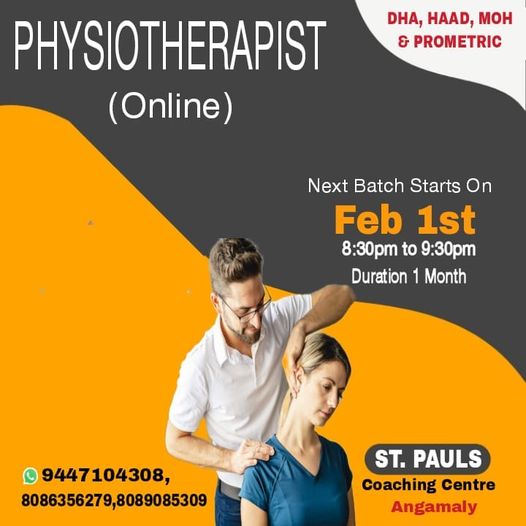 PHYSIOTHERAPIST
(Online)
DHA, HAAD, MOH
& PROMETRIC
Next Batch Starts On
Feb 1st
8:30pm to 9:30pm
Duration 1 Month
9447104308,
8086356279,8089085309
ST. PAULS
Coaching Centre
Angamaly